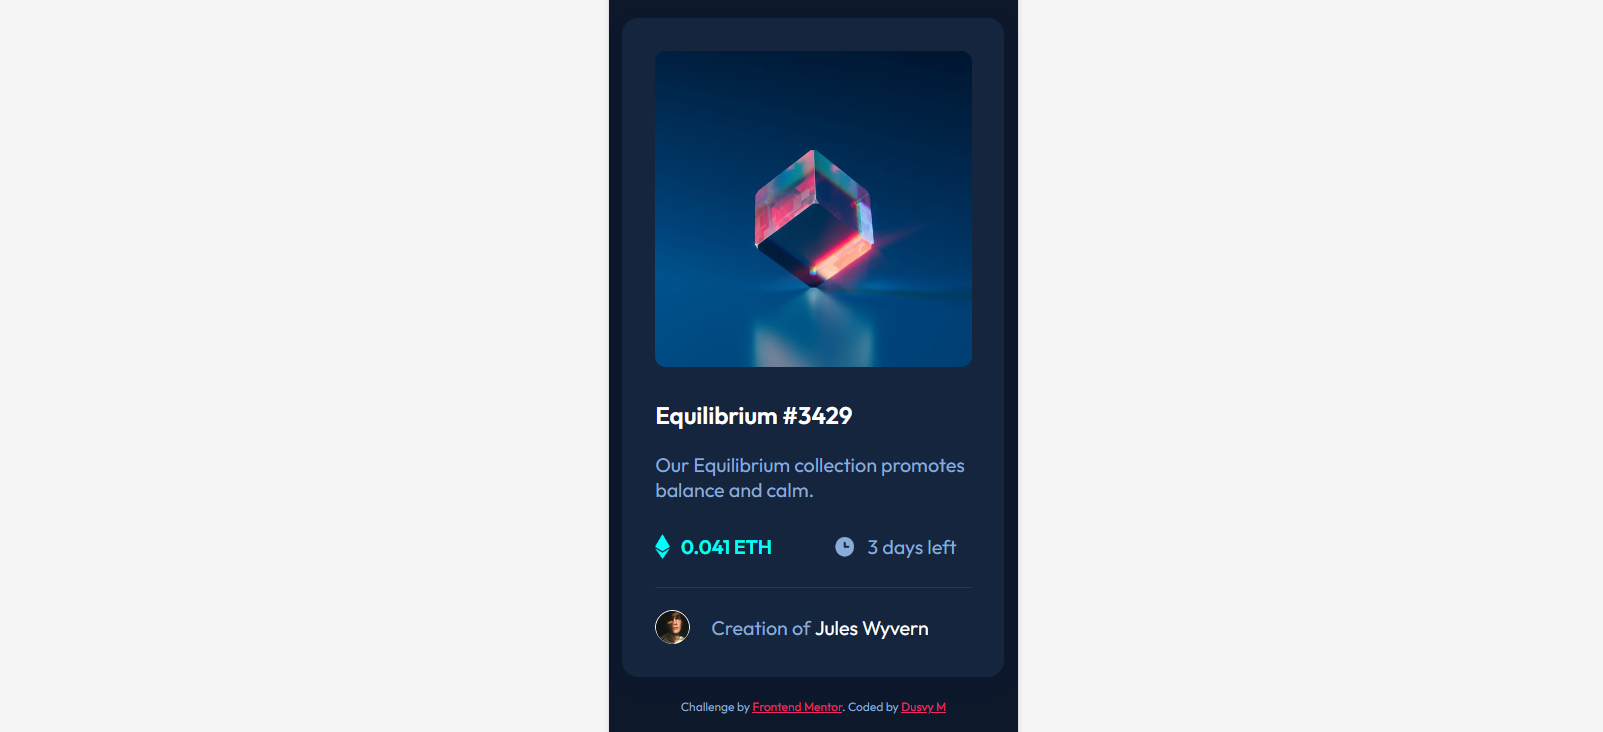 Equilibrium #3429
Our Equilibrium collection promotes
balance and calm.
0.041 ETH 3 days left
Creation of Jules Wyvern
Challenge by Frontend Mentor. Coded by Dusvy M